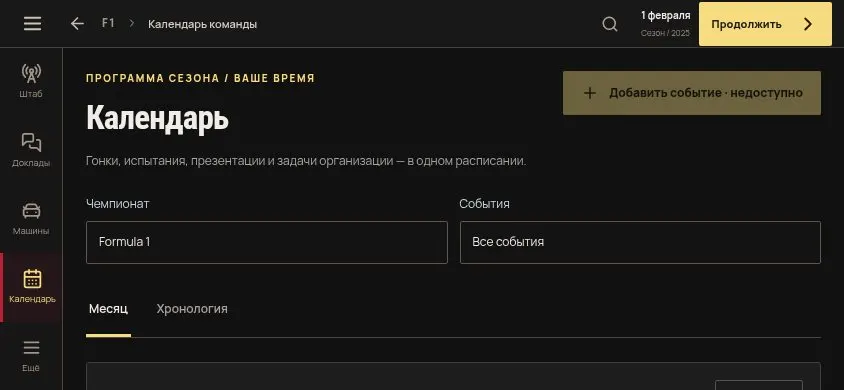 F1 > Календарь команды
1 февраля
Сезон / 2025
Продолжить
Штаб
Доклады
Машины
Календарь
Ещё
ПРОГРАММА СЕЗОНА / ВАШЕ ВРЕМЯ
Календарь
Добавить событие · недоступно
Гонки, испытания, презентации и задачи организации — в одном расписании.
Чемпионат
Formula 1
События
Все события
Месяц
Хронология